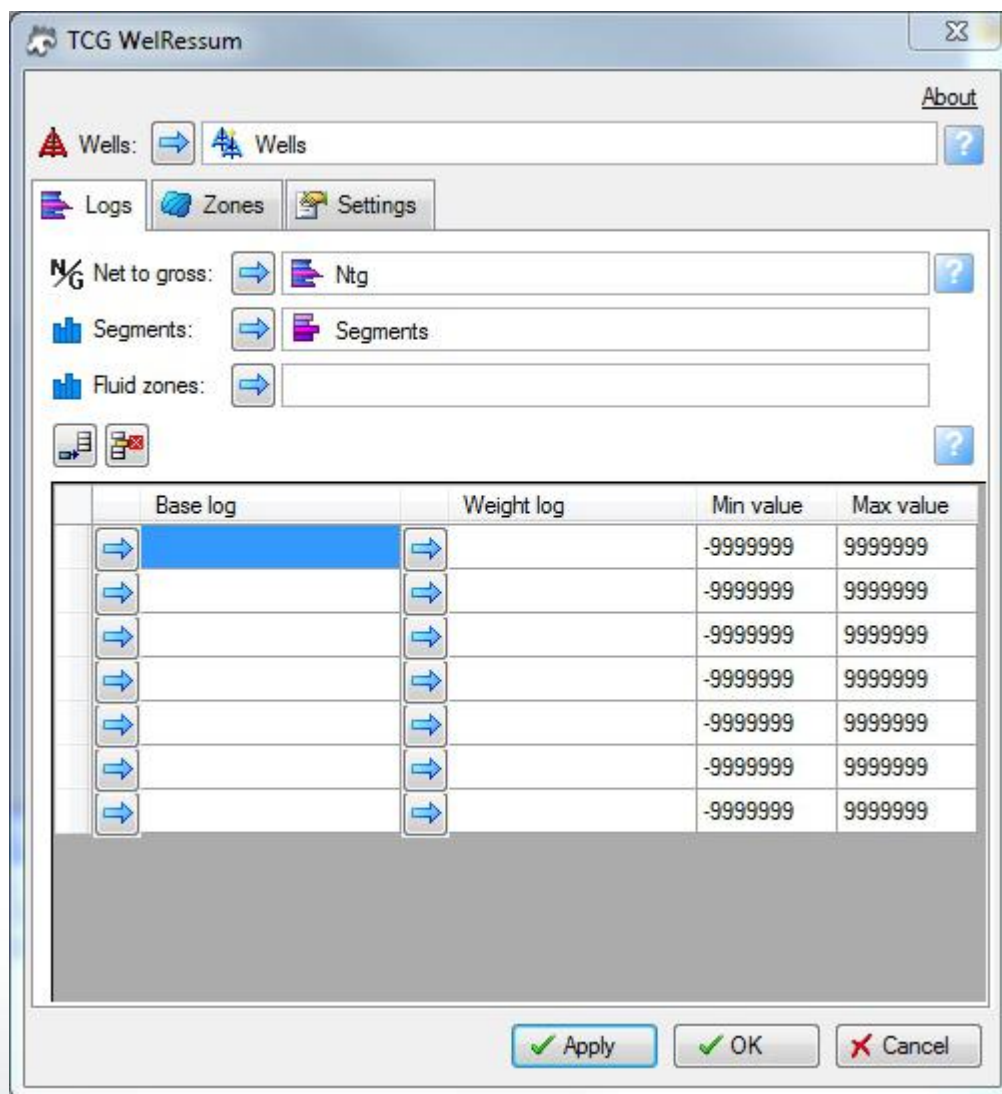 TCG WelRessum
About
Wells: Wells
Logs Zones Settings
N/G Net to gross: Ntg
Segments: Segments
Fluid zones:
Base log Weight log Min value Max value
-9999999 9999999
-9999999 9999999
-9999999 9999999
-9999999 9999999
-9999999 9999999
-9999999 9999999
-9999999 9999999
Apply OK Cancel